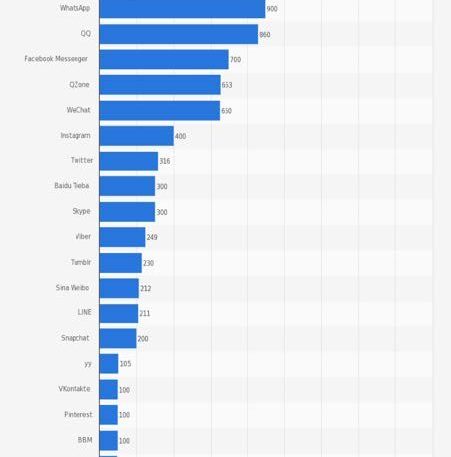 WhatsApp 900
QQ 860
Facebook Messenger 700
QZone 653
WeChat 650
Instagram 400
Twitter 316
Baidu Tieba 300
Skype 300
Viber 249
Tumblr 230
Sina Weibo 212
LINE 211
Snapchat 200
yy 105
VKontakte 100
Pinterest 100
BBM 100